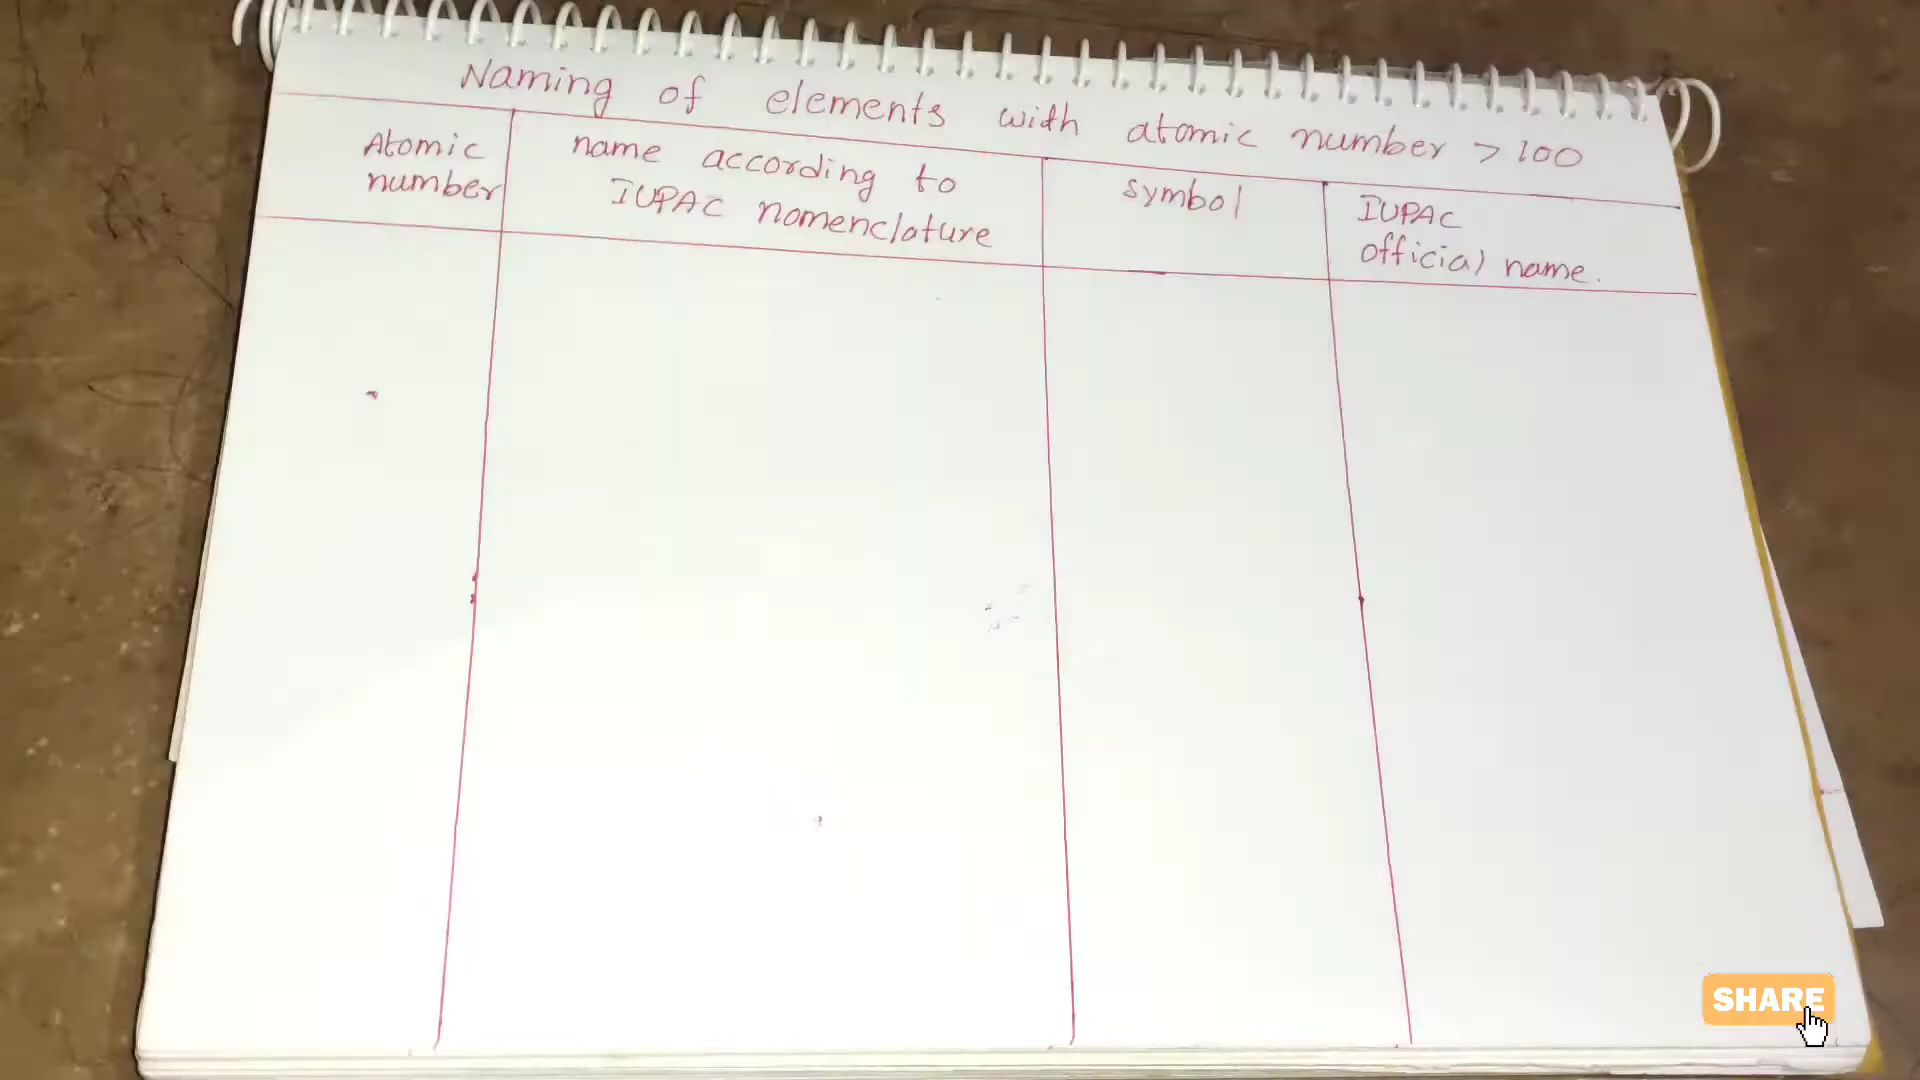 Naming of elements with atomic number > 100
Atomic
number
name according to
IUPAC nomenclature
symbol
IUPAC
official name.
SHARE